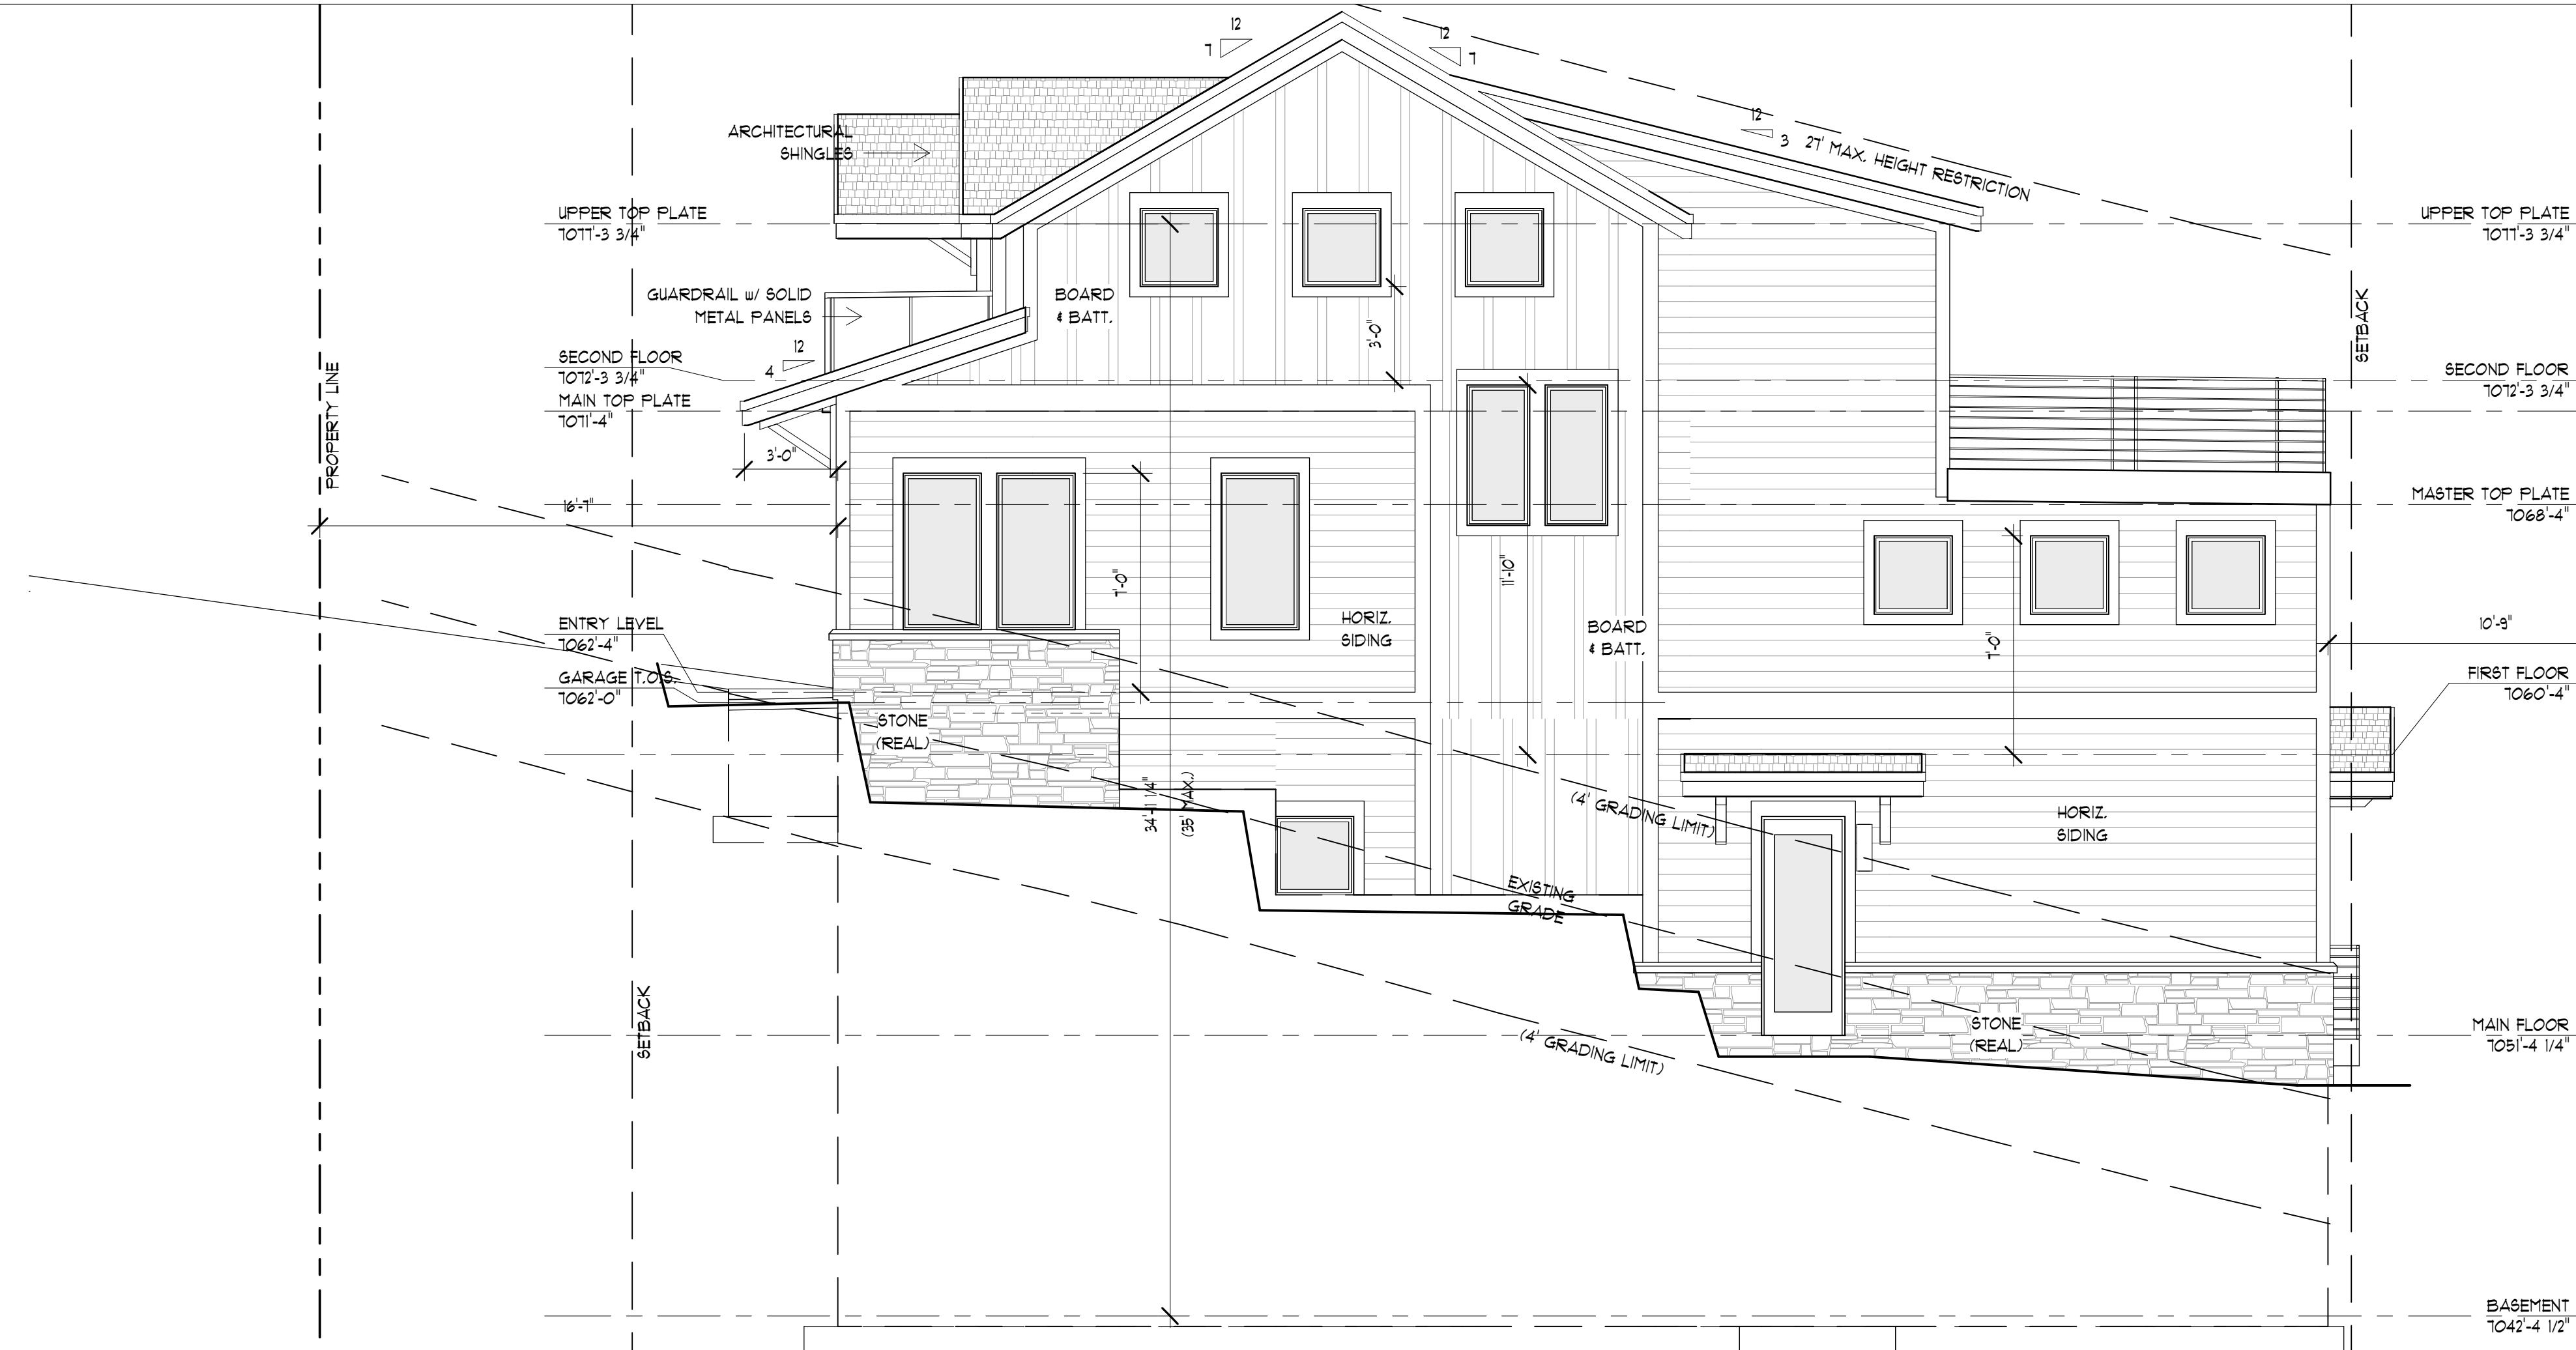 12
7
12
7
12
3
27' MAX. HEIGHT RESTRICTION
ARCHITECTURAL
SHINGLES
UPPER TOP PLATE
7077'-3 3/4"
UPPER TOP PLATE
7077'-3 3/4"
GUARDRAIL w/ SOLID
METAL PANELS
BOARD
& BATT.
3'-0"
SETBACK
12
4
SECOND FLOOR
7072'-3 3/4"
SECOND FLOOR
7072'-3 3/4"
MAIN TOP PLATE
7071'-4"
PROPERTY LINE
3'-0"
16'-7"
MASTER TOP PLATE
7068'-4"
7'-0"
11'-10"
HORIZ.
SIDING
BOARD
& BATT.
7'-0"
10'-9"
ENTRY LEVEL
7062'-4"
GARAGE T.O.S.
7062'-0"
FIRST FLOOR
7060'-4"
STONE
(REAL)
34'-11 1/4"
(35' MAX.)
(4' GRADING LIMIT)
HORIZ.
SIDING
EXISTING
GRADE
SETBACK
(4' GRADING LIMIT)
STONE
(REAL)
MAIN FLOOR
7051'-4 1/4"
BASEMENT
7042'-4 1/2"